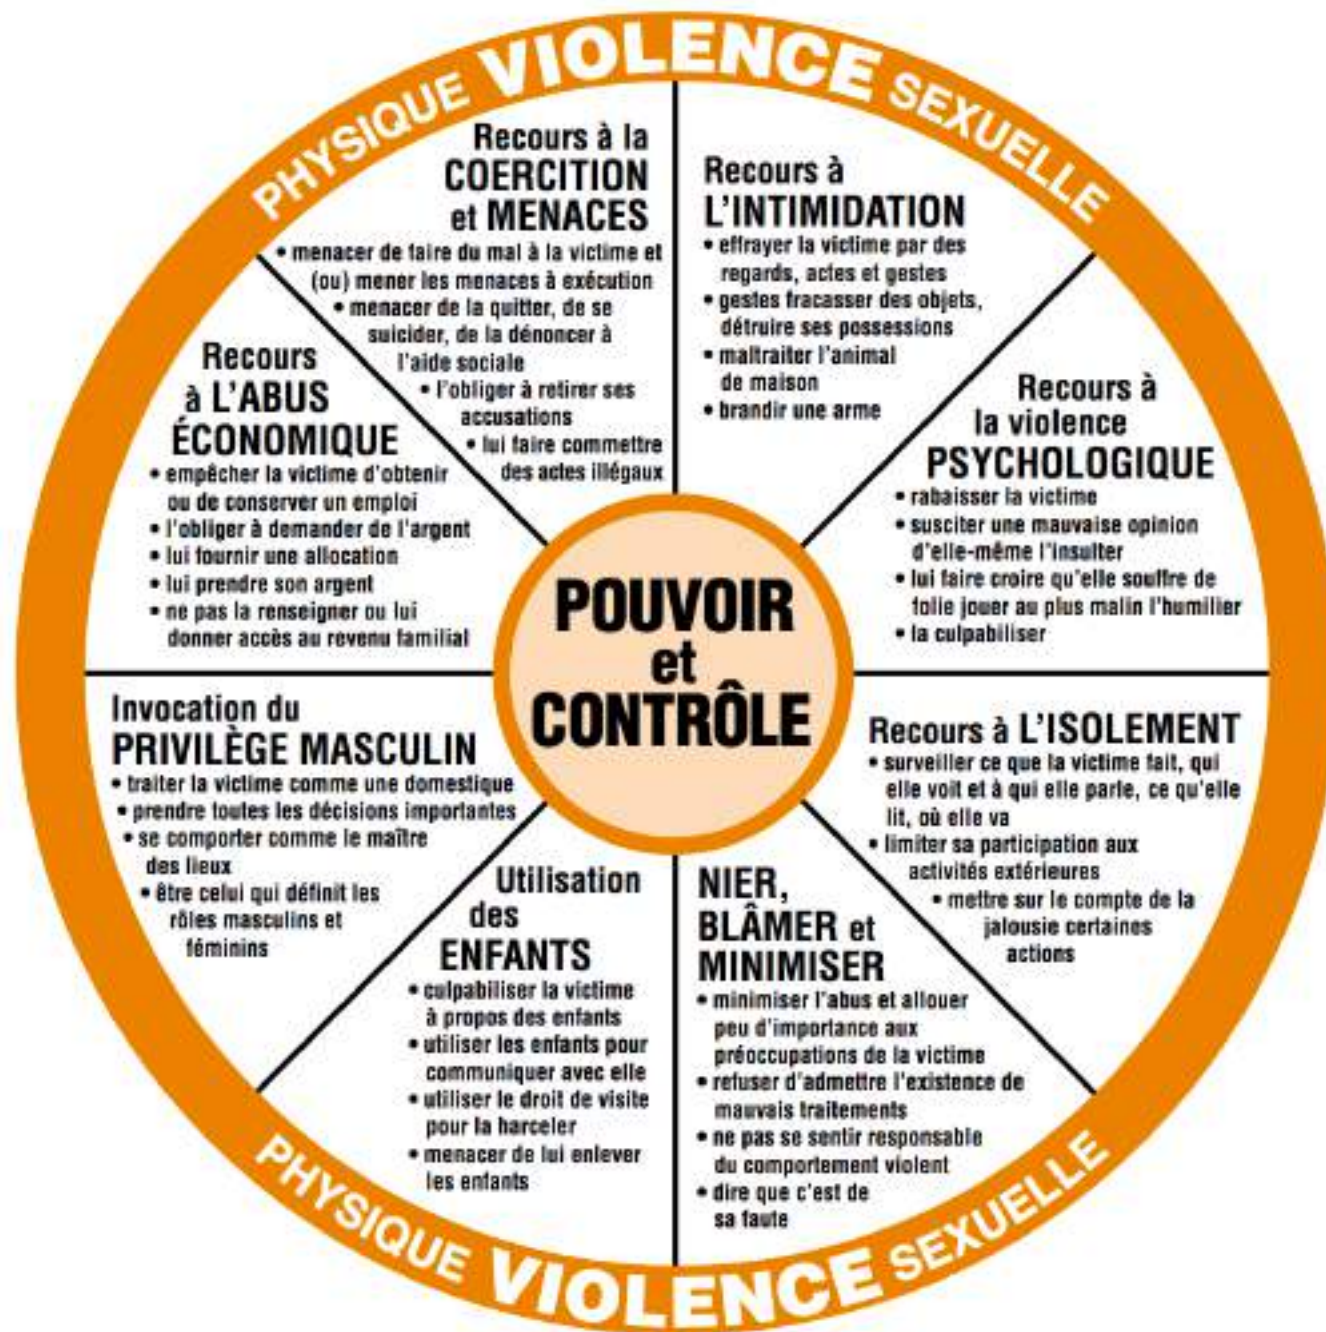 PHYSIQUE VIOLENCE SEXUELLE
Recours à la
COERCITION
et MENACES
• menacer de faire du mal à la victime et
(ou) mener les menaces à exécution
• menacer de la quitter, de se
suicider, de la dénoncer à
l'aide sociale
• l'obliger à retirer ses
accusations
• lui faire commettre
des actes illégaux
Recours à
L'INTIMIDATION
• effrayer la victime par des
regards, actes et gestes
• gestes fracasser des objets,
détruire ses possessions
• maltraiter l'animal
de maison
• brandir une arme
Recours à
la violence
PSYCHOLOGIQUE
• rabaisser la victime
• susciter une mauvaise opinion
d'elle-même l'insulter
• lui faire croire qu'elle souffre de
folie jouer au plus malin l'humilier
• la culpabiliser
Recours à L'ISOLEMENT
• surveiller ce que la victime fait, qui
elle voit et à qui elle parle, ce qu'elle
lit, où elle va
• limiter sa participation aux
activités extérieures
• mettre sur le compte de la
jalousie certaines
actions
NIER,
BLÂMER et
MINIMISER
• minimiser l'abus et allouer
peu d'importance aux
préoccupations de la victime
• refuser d'admettre l'existence de
mauvais traitements
• ne pas se sentir responsable
du comportement violent
• dire que c'est de
sa faute
Utilisation
des
ENFANTS
• culpabiliser la victime
à propos des enfants
• utiliser les enfants pour
communiquer avec elle
• utiliser le droit de visite
pour la harceler
• menacer de lui enlever
les enfants
Invocation du
PRIVILÈGE MASCULIN
• traiter la victime comme une domestique
• prendre toutes les décisions importantes
• se comporter comme le maître
des lieux
• être celui qui définit les
rôles masculins et
féminins
Recours
à L'ABUS
ÉCONOMIQUE
• empêcher la victime d'obtenir
ou de conserver un emploi
• l'obliger à demander de l'argent
• lui fournir une allocation
• lui prendre son argent
• ne pas la renseigner ou lui
donner accès au revenu familial
POUVOIR
et
CONTRÔLE
PHYSIQUE VIOLENCE SEXUELLE